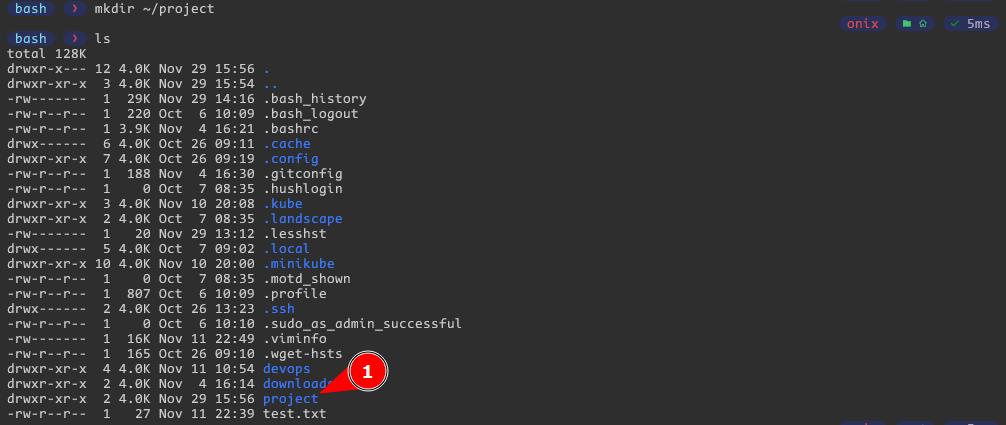 bash ❯ mkdir ~/project
onix 5ms
bash ❯ ls
total 128K
drwxr-x--- 12 4.0K Nov 29 15:56 .
drwxr-xr-x 3 4.0K Nov 29 15:54 ..
-rw------- 1 29K Nov 29 14:16 .bash_history
-rw-r--r-- 1 220 Oct 6 10:09 .bash_logout
-rw-r--r-- 1 3.9K Nov 4 16:21 .bashrc
drwx------ 6 4.0K Oct 26 09:11 .cache
drwxr-xr-x 7 4.0K Oct 26 09:19 .config
-rw-r--r-- 1 188 Nov 4 16:30 .gitconfig
-rw-r--r-- 1 0 Oct 7 08:35 .hushlogin
drwxr-xr-x 3 4.0K Nov 10 20:08 .kube
drwxr-xr-x 2 4.0K Oct 7 08:35 .landscape
-rw------- 1 20 Nov 29 13:12 .lesshst
drwx------ 5 4.0K Oct 7 09:02 .local
drwxr-xr-x 10 4.0K Nov 10 20:00 .minikube
-rw-r--r-- 1 0 Oct 7 08:35 .motd_shown
-rw-r--r-- 1 807 Oct 6 10:09 .profile
drwx------ 2 4.0K Oct 26 13:23 .ssh
-rw-r--r-- 1 0 Oct 6 10:10 .sudo_as_admin_successful
-rw------- 1 16K Nov 11 22:49 .viminfo
-rw-r--r-- 1 165 Oct 26 09:10 .wget-hsts
drwxr-xr-x 4 4.0K Nov 11 10:54 devops
drwxr-xr-x 2 4.0K Nov 4 16:14 downloads
1
drwxr-xr-x 2 4.0K Nov 29 15:56 project
-rw-r--r-- 1 27 Nov 11 22:39 test.txt